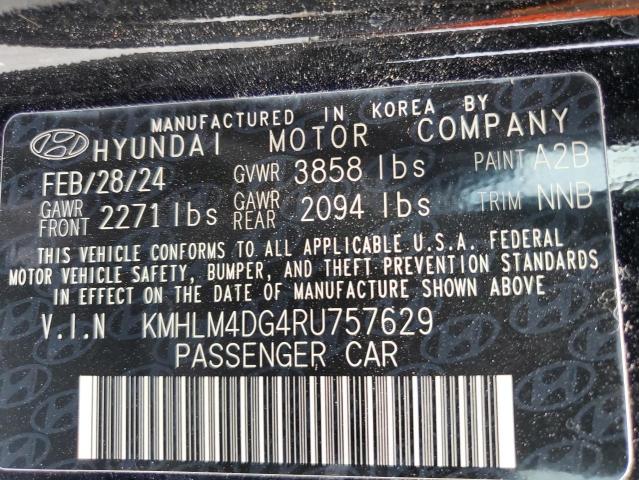 MANUFACTURED IN KOREA BY
HYUNDAI MOTOR COMPANY
FEB/28/24 GVWR 3858 lbs PAINT A2B
GAWR FRONT 2271 lbs GAWR REAR 2094 lbs TRIM NNB
THIS VEHICLE CONFORMS TO ALL APPLICABLE U.S.A. FEDERAL
MOTOR VEHICLE SAFETY, BUMPER, AND THEFT PREVENTION STANDARDS
IN EFFECT ON THE DATE OF MANUFACTURE SHOWN ABOVE
V.I.N KMHLM4DG4RU757629
PASSENGER CAR